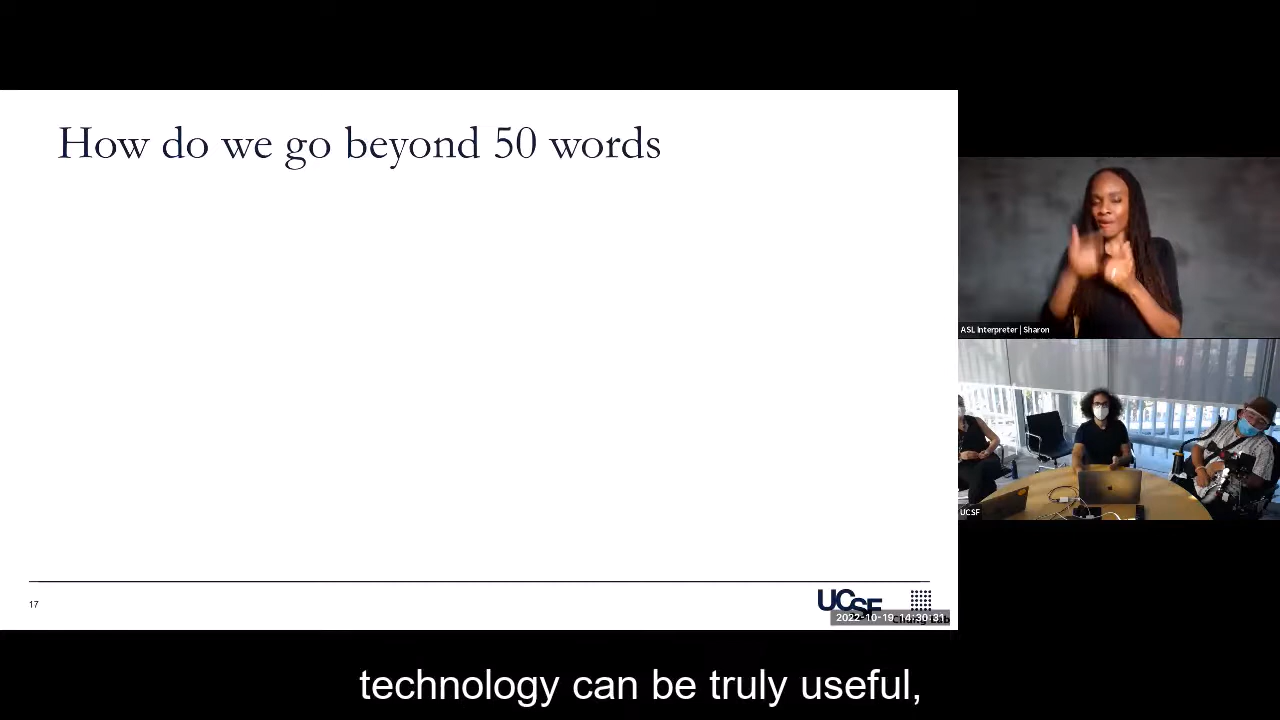 How do we go beyond 50 words
ASL Interpreter | Sharon
UCSF
17
UCSF
2022-10-19 14:30:31
technology can be truly useful,